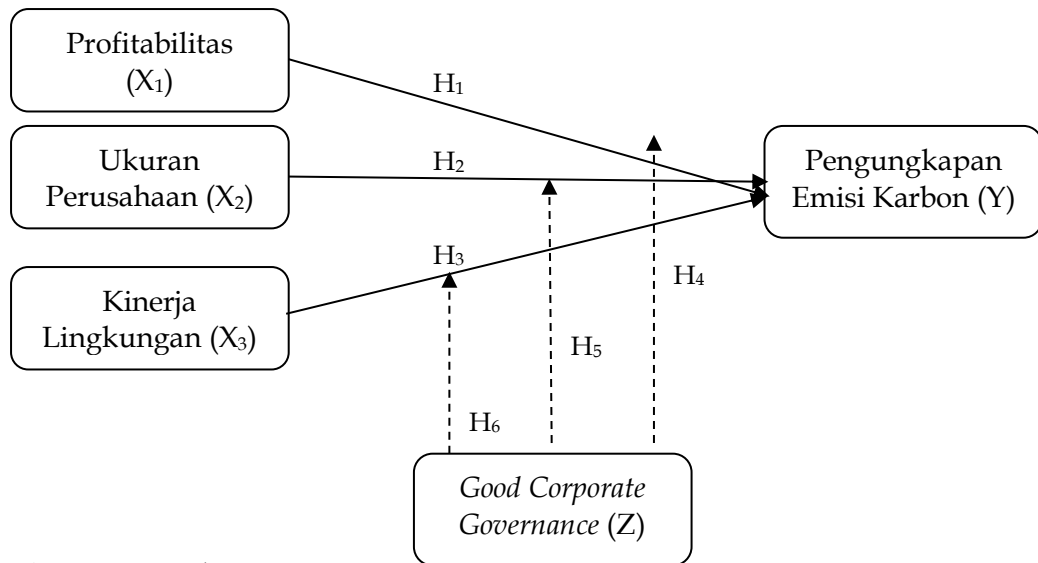 Profitabilitas
(X₁)
H₁
Ukuran
Perusahaan (X₂)
H₂
Pengungkapan
Emisi Karbon (Y)
H₃
Kinerja
Lingkungan (X₃)
H₄
H₅
H₆
Good Corporate
Governance (Z)